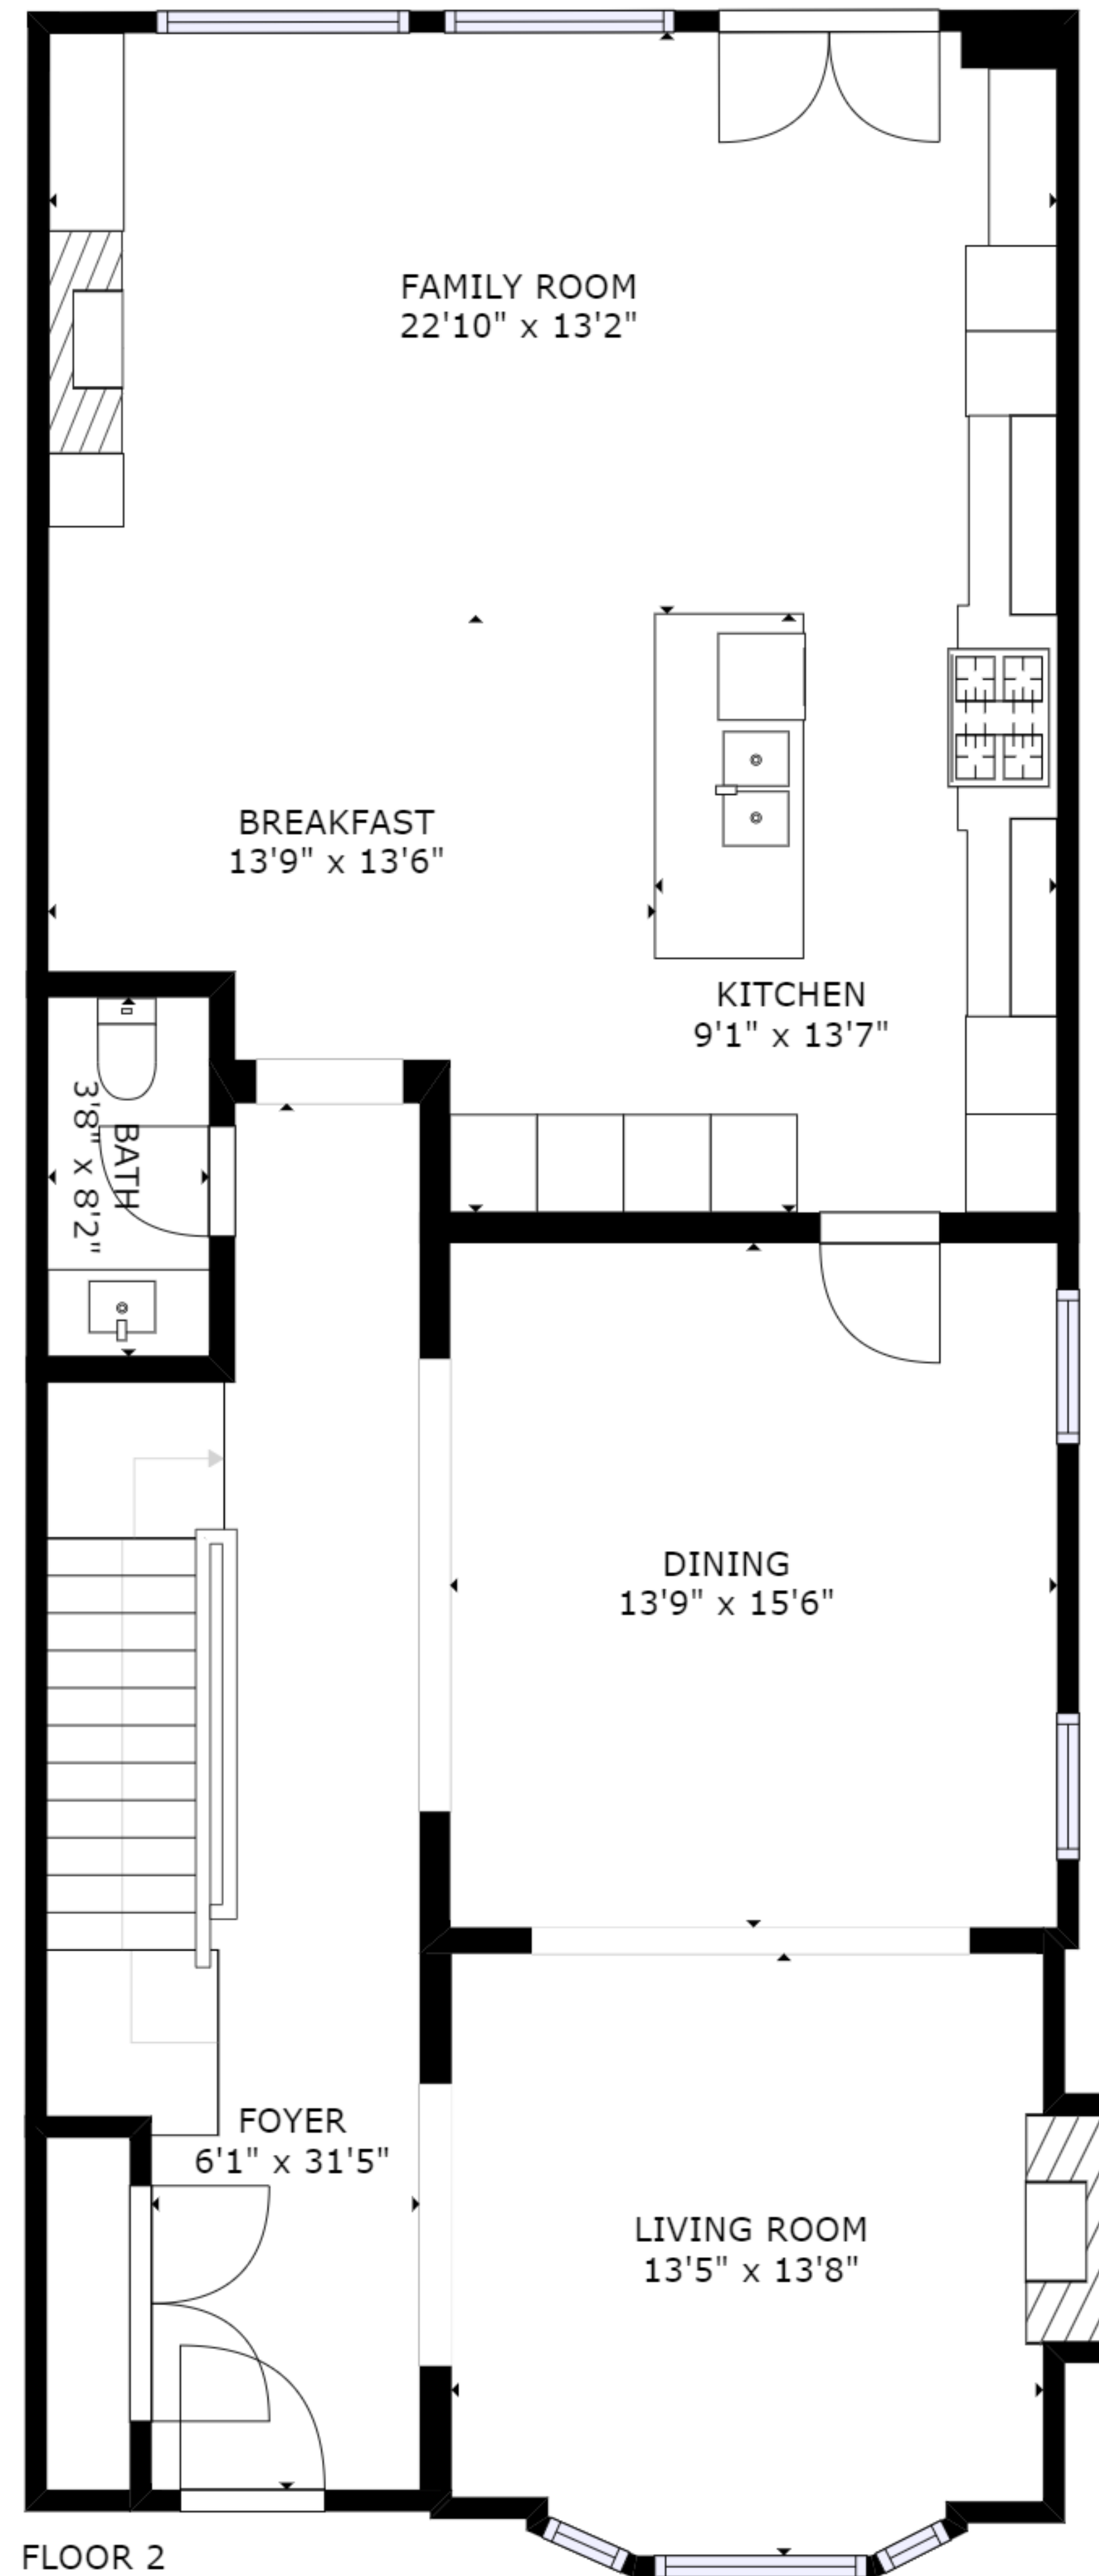 FAMILY ROOM
22'10" x 13'2"
BREAKFAST
13'9" x 13'6"
KITCHEN
9'1" x 13'7"
BATH
3'8" x 8'2"
DINING
13'9" x 15'6"
FOYER
6'1" x 31'5"
LIVING ROOM
13'5" x 13'8"
FLOOR 2